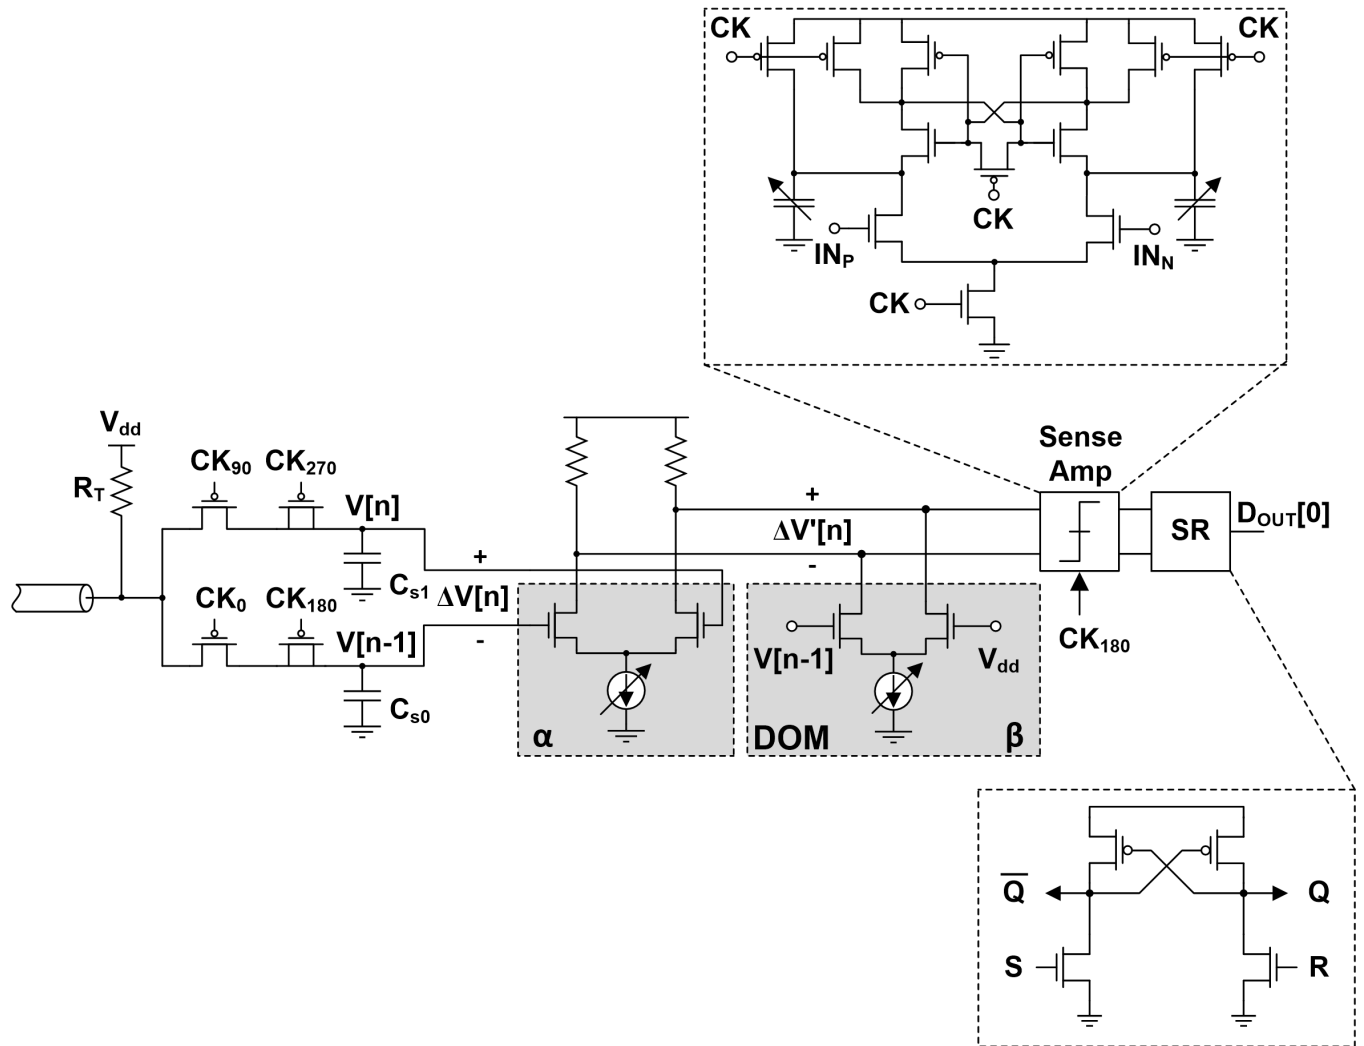 CK
CK
CK
IN_P
IN_N
CK
Sense
Amp
V_dd
R_T
CK_90
CK_270
V[n]
+
ΔV'[n]
-
SR
D_OUT[0]
C_s1
+
ΔV[n]
-
CK_0
CK_180
V[n-1]
C_s0
α
V[n-1]
V_dd
DOM
β
CK_180
Q̅
Q
S
R